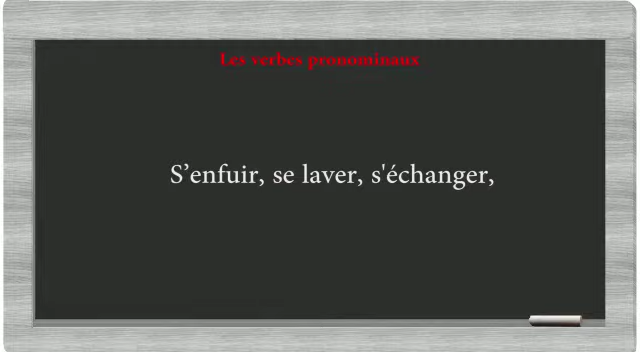 Les verbes pronominaux
S’enfuir, se laver, s'échanger,